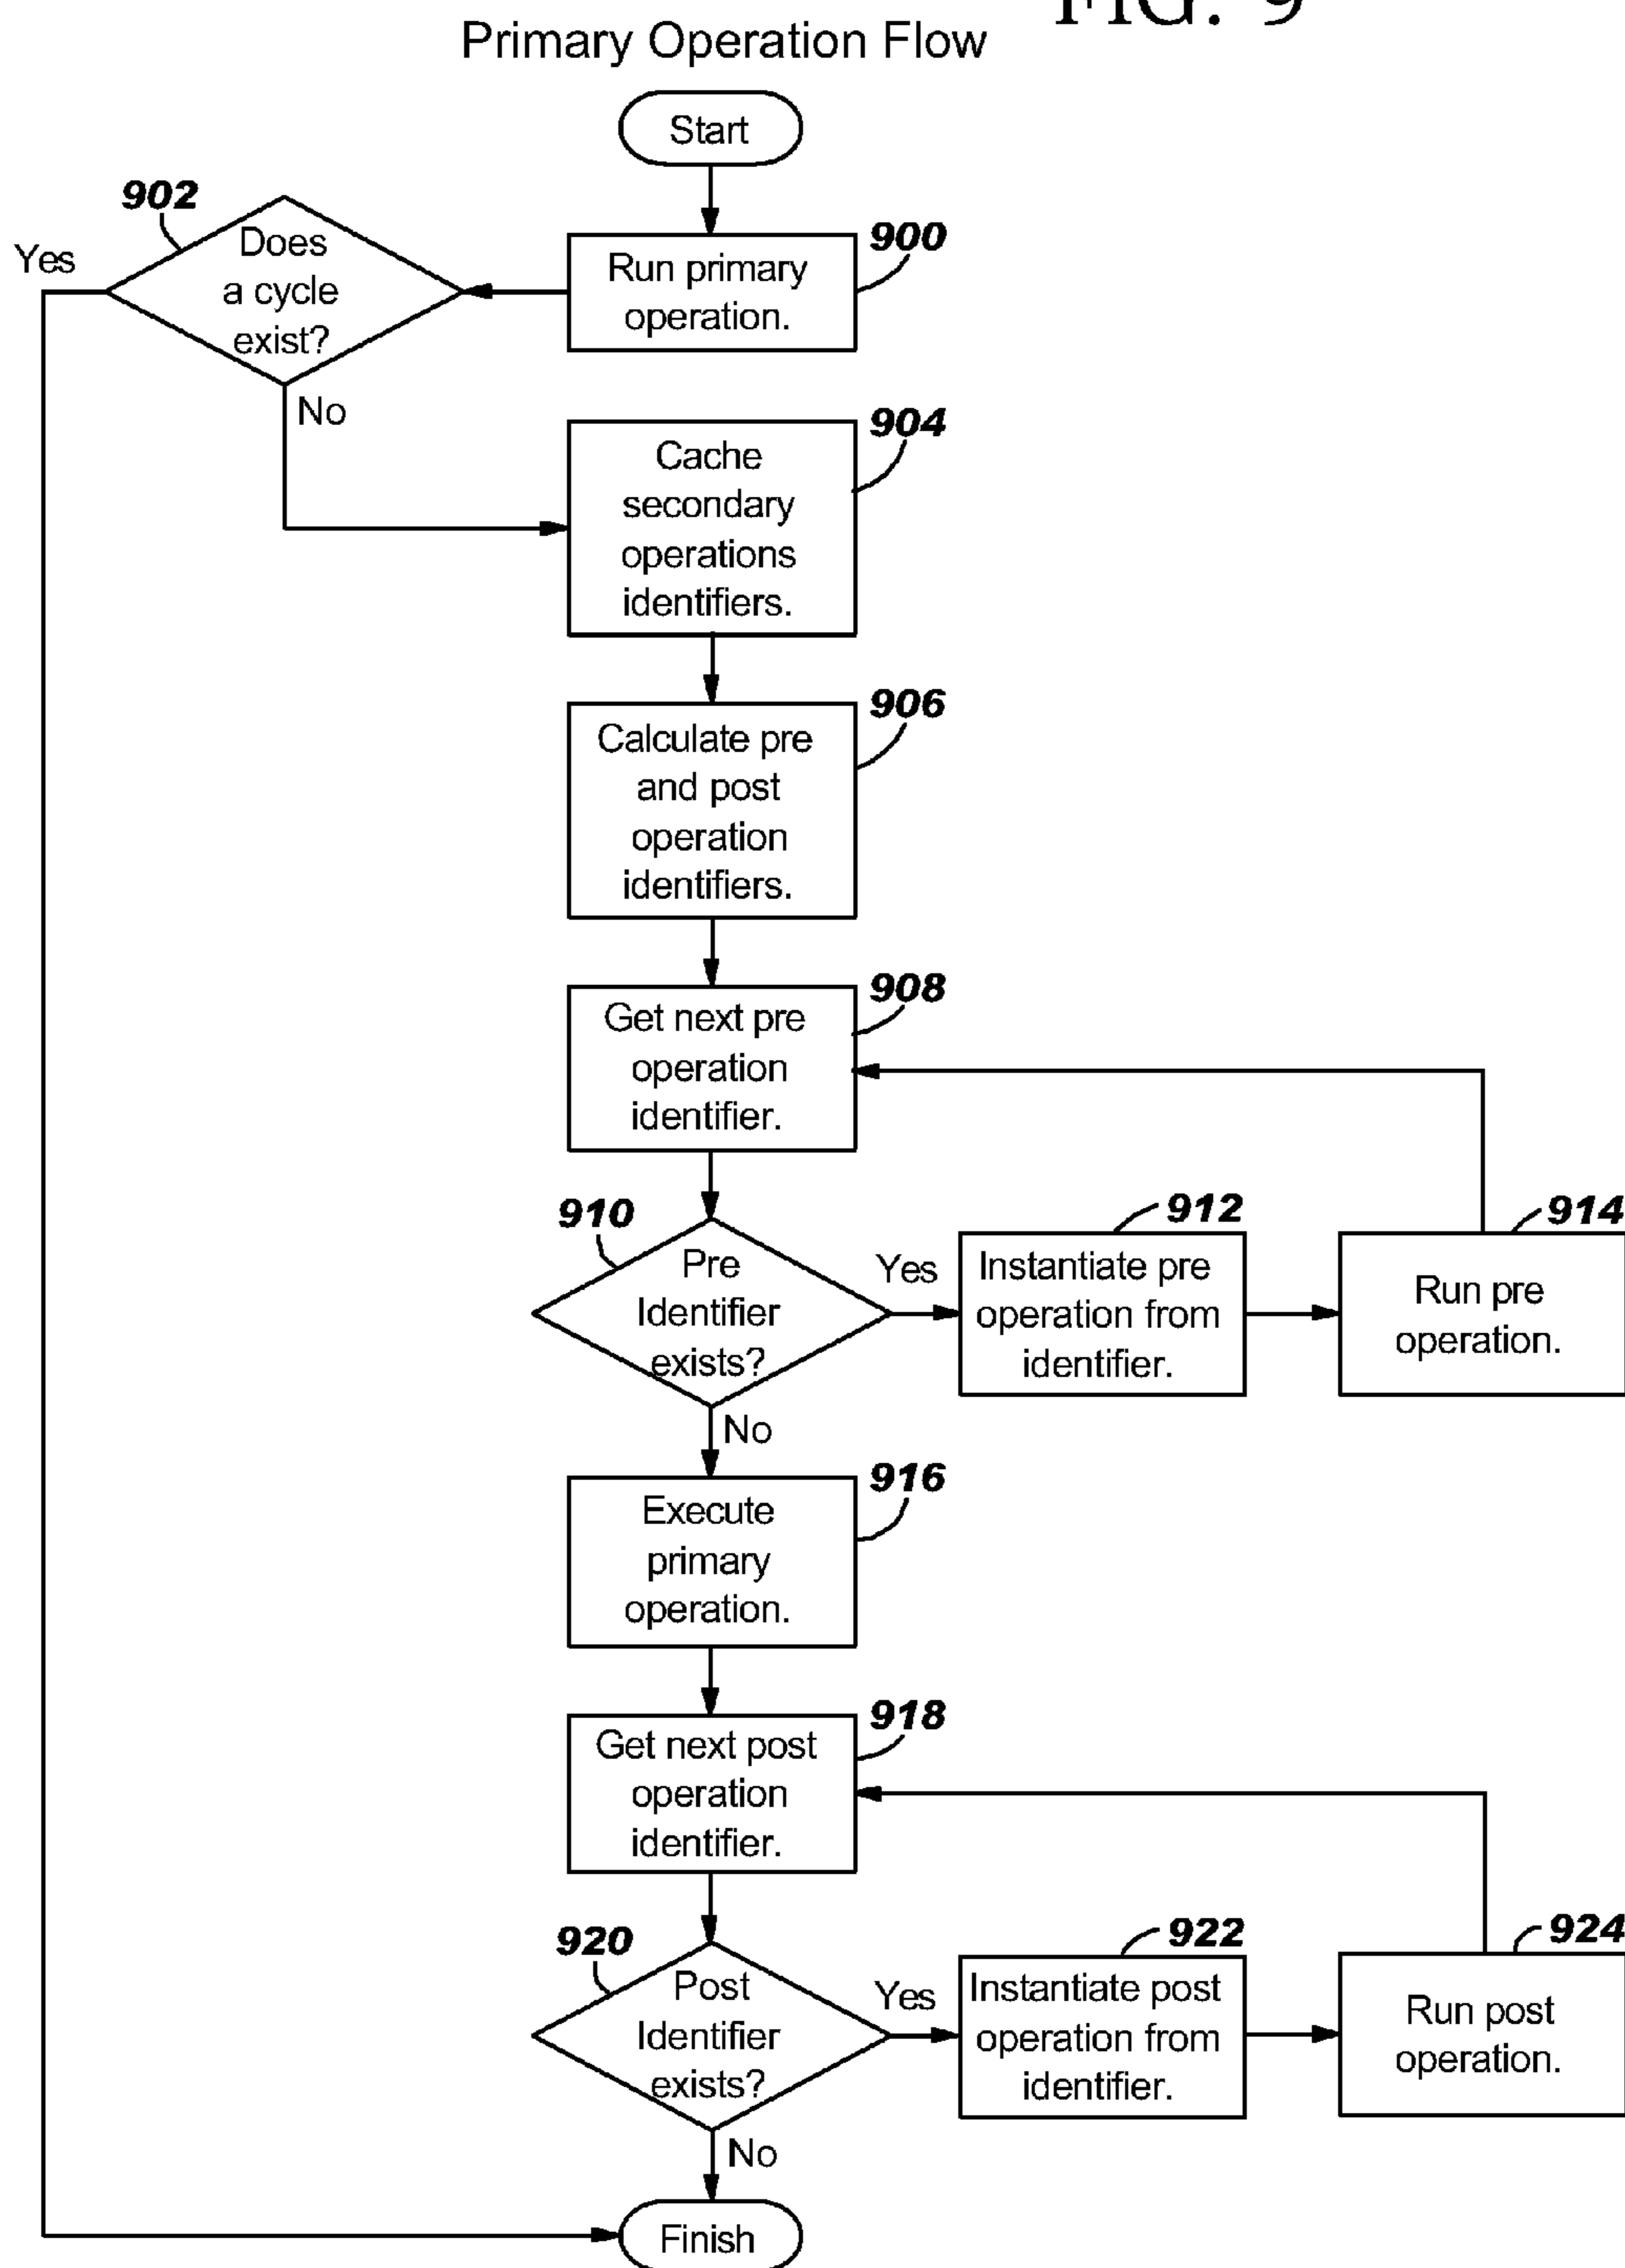 FIG. 9
Primary Operation Flow
Start
902
Does
a cycle
exist?
Yes
No
900
Run primary
operation.
904
Cache
secondary
operations
identifiers.
906
Calculate pre
and post
operation
identifiers.
908
Get next pre
operation
identifier.
910
Pre
Identifier
exists?
Yes
No
912
Instantiate pre
operation from
identifier.
914
Run pre
operation.
916
Execute
primary
operation.
918
Get next post
operation
identifier.
920
Post
Identifier
exists?
Yes
No
922
Instantiate post
operation from
identifier.
924
Run post
operation.
Finish